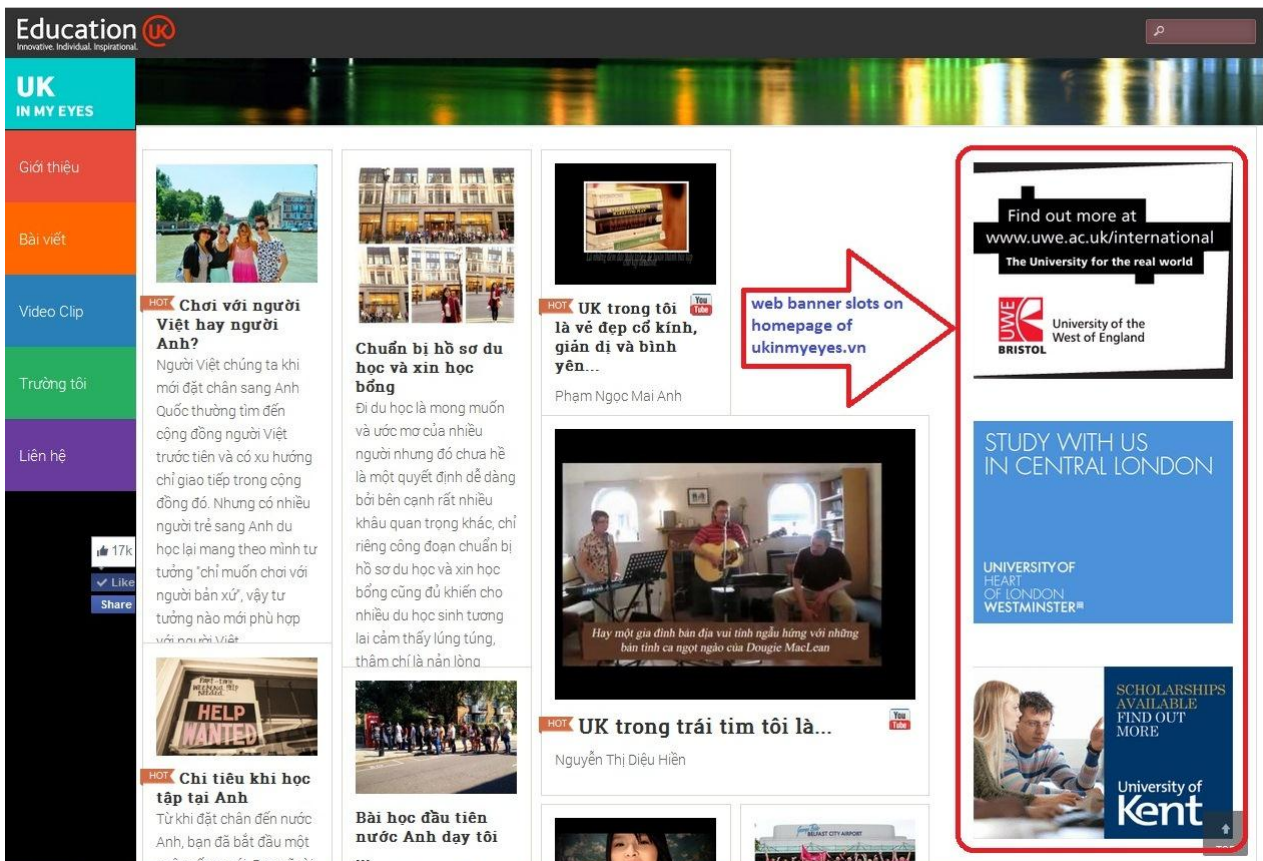 Education UK
Innovative. Individual. Inspirational.
UK
IN MY EYES
Giới thiệu
Bài viết
Video Clip
Trường tôi
Liên hệ
17k
Like
Share
HOT Chơi với người
Việt hay người
Anh?
Người Việt chúng ta khi
mới đặt chân sang Anh
Quốc thường tìm đến
cộng đồng người Việt
trước tiên và có xu hướng
chỉ giao tiếp trong cộng
đồng đó. Nhưng có nhiều
người trẻ sang Anh du
học lại mang theo mình tư
tưởng "chỉ muốn chơi với
người bản xứ", vậy tư
tưởng nào mới phù hợp
với người Việt
HELP
WANTED
HOT Chi tiêu khi học
tập tại Anh
Từ khi đặt chân đến nước
Anh, bạn đã bắt đầu một
Chuẩn bị hồ sơ du
học và xin học
bổng
Đi du học là mong muốn
và ước mơ của nhiều
người nhưng đó chưa hề
là một quyết định dễ dàng
bởi bên cạnh rất nhiều
khâu quan trọng khác, chỉ
riêng công đoạn chuẩn bị
hồ sơ du học và xin học
bổng cũng đủ khiến cho
nhiều du học sinh tương
lai cảm thấy lúng túng,
thậm chí là nản lòng
Bài học đầu tiên
nước Anh dạy tôi
HOT UK trong tôi
là vẻ đẹp cổ kính,
giản dị và bình
yên...
You
Tube
Phạm Ngọc Mai Anh
Hay một gia đình bản địa vui tính ngẫu hứng với những
bản tình ca ngọt ngào của Dougie MacLean
HOT UK trong trái tim tôi là...
You
Tube
Nguyễn Thị Diệu Hiền
BELFAST CITY AIRPORT
web banner slots on
homepage of
ukinmyeyes.vn
Find out more at
www.uwe.ac.uk/international
The University for the real world
UWE
BRISTOL
University of the
West of England
STUDY WITH US
IN CENTRAL LONDON
UNIVERSITY OF
HEART
OF LONDON
WESTMINSTER
SCHOLARSHIPS
AVAILABLE
FIND OUT
MORE
University of
Kent
TOP